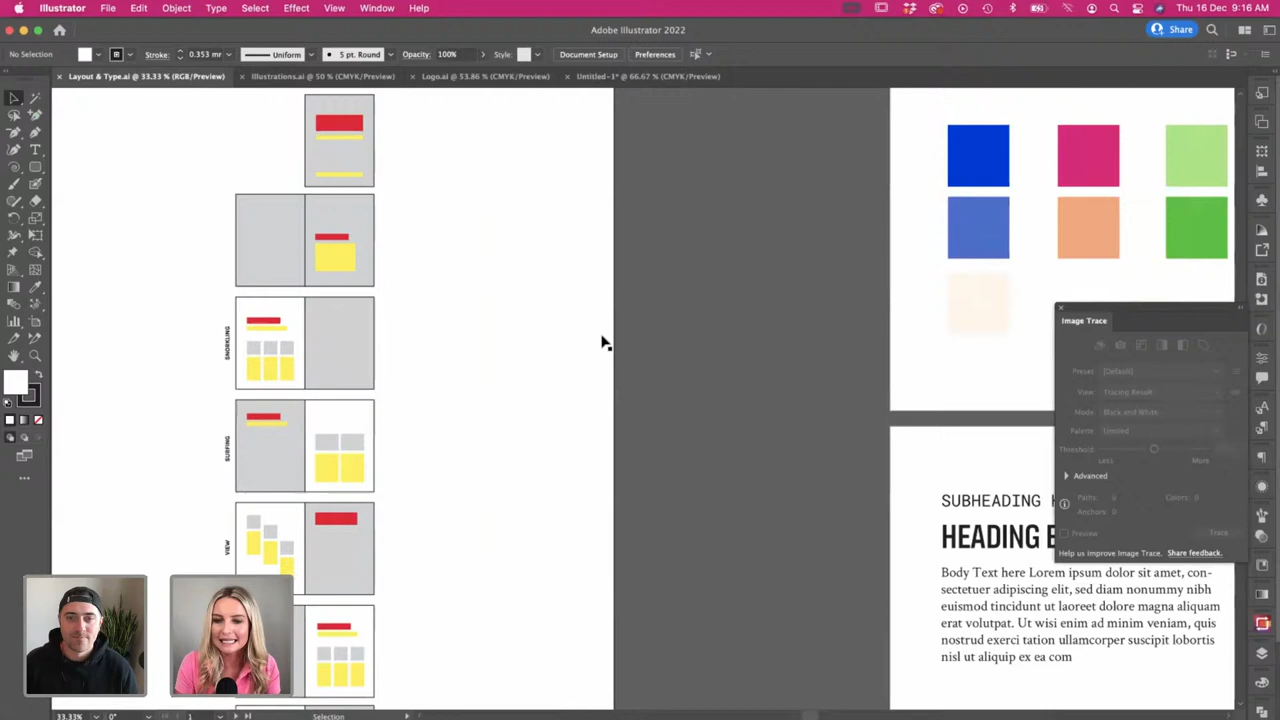 Illustrator File Edit Object Type Select Effect View Window Help
Thu 16 Dec 9:16 AM
Adobe Illustrator 2022
Share
No Selection
Stroke: 0.353 mm
Uniform
5 pt. Round
Opacity: 100%
Style:
Document Setup
Preferences
× Layout & Type.ai @ 33.33 % (RGB/Preview)
× Illustrations.ai @ 50 % (CMYK/Preview)
× Logo.ai @ 53.86 % (CMYK/Preview)
× Untitled-1* @ 66.67 % (CMYK/Preview)
SNORKLING
SURFING
VIEW
Image Trace
Preset: [Default]
View: Tracing Result
Mode: Black and White
Palette: Limited
Threshold:
Less More
Advanced
Paths: 0 Colors: 0
Anchors: 0
Preview
Trace
Help us improve Image Trace. Share feedback.
SUBHEADING
HEADING
Body Text here Lorem ipsum dolor sit amet, con-
sectetuer adipiscing elit, sed diam nonummy nibh
euismod tincidunt ut laoreet dolore magna aliquam
erat volutpat. Ut wisi enim ad minim veniam, quis
nostrud exerci tation ullamcorper suscipit lobortis
nisl ut aliquip ex ea com
33.33% 0° 1 Selection